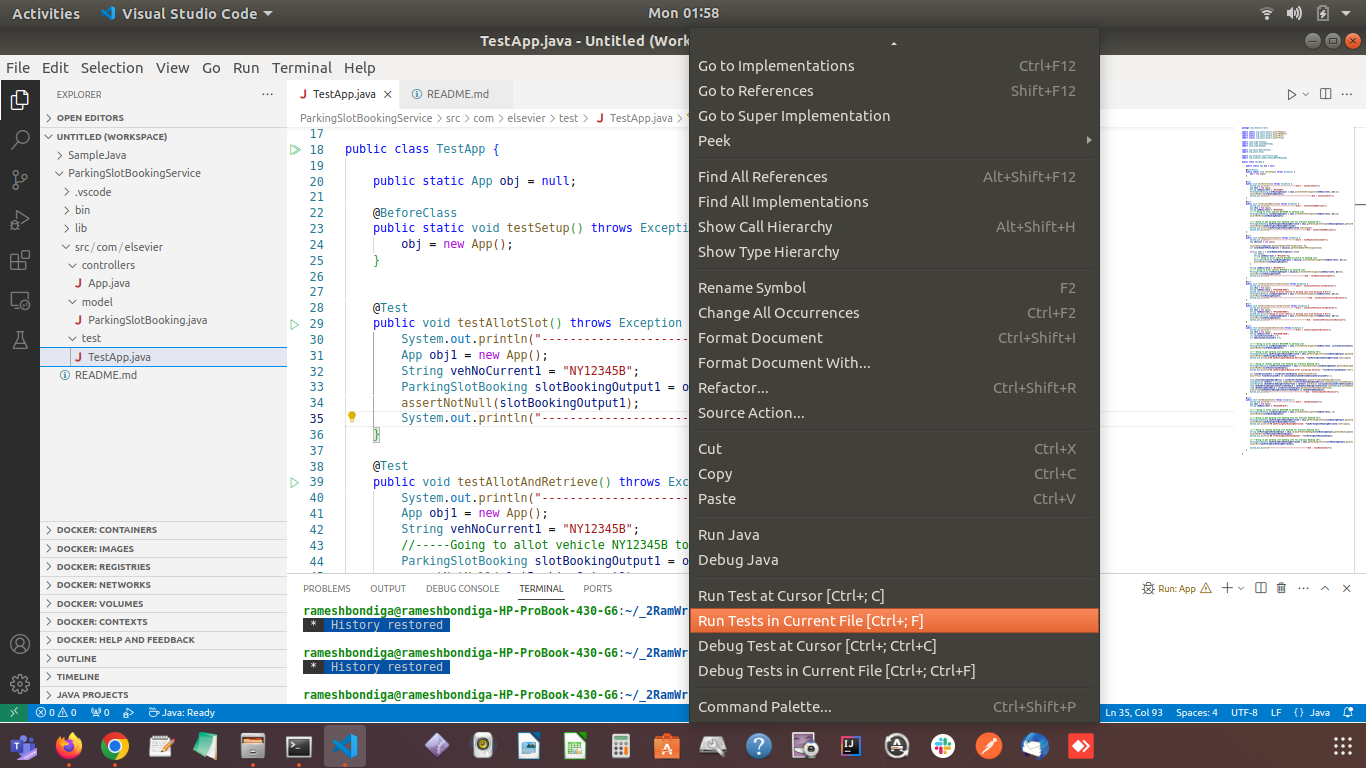 Activities
Visual Studio Code
Mon 01:58
TestApp.java - Untitled (Work
File Edit Selection View Go Run Terminal Help
EXPLORER
OPEN EDITORS
UNTITLED (WORKSPACE)
SampleJava
ParkingSlotBookingService
.vscode
bin
lib
src/com/elsevier
controllers
App.java
model
ParkingSlotBooking.java
test
TestApp.java
README.md
DOCKER: CONTAINERS
DOCKER: IMAGES
DOCKER: REGISTRIES
DOCKER: NETWORKS
DOCKER: VOLUMES
DOCKER: CONTEXTS
DOCKER: HELP AND FEEDBACK
OUTLINE
TIMELINE
JAVA PROJECTS
TestApp.java
README.md
ParkingSlotBookingService > src > com > elsevier > test > TestApp.java >
17
18 public class TestApp {
19
20 public static App obj = null;
21
22 @BeforeClass
23 public static void testSetup() throws Exceptio
24 obj = new App();
25 }
26
27
28 @Test
29 public void testAllotSlot() throws Exception
30 System.out.println("---------------------
31 App obj1 = new App();
32 String vehNoCurrent1 = "NY12345B";
33 ParkingSlotBooking slotBookingOutput1 = o
34 assertNotNull(slotBookingOutput1);
35 System.out.println("---------------------
36 }
37
38 @Test
39 public void testAllotAndRetrieve() throws Exc
40 System.out.println("---------------------
41 App obj1 = new App();
42 String vehNoCurrent1 = "NY12345B";
43 //-----Going to allot vehicle NY12345B to
44 ParkingSlotBooking slotBookingOutput1 = o
Go to Implementations Ctrl+F12
Go to References Shift+F12
Go to Super Implementation
Peek
Find All References Alt+Shift+F12
Find All Implementations
Show Call Hierarchy Alt+Shift+H
Show Type Hierarchy
Rename Symbol F2
Change All Occurrences Ctrl+F2
Format Document Ctrl+Shift+I
Format Document With...
Refactor... Ctrl+Shift+R
Source Action...
Cut Ctrl+X
Copy Ctrl+C
Paste Ctrl+V
Run Java
Debug Java
Run Test at Cursor [Ctrl+; C]
Run Tests in Current File [Ctrl+; F]
Debug Test at Cursor [Ctrl+; Ctrl+C]
Debug Tests in Current File [Ctrl+; Ctrl+F]
Command Palette... Ctrl+Shift+P
PROBLEMS OUTPUT DEBUG CONSOLE TERMINAL PORTS
Run: App
rameshbondiga@rameshbondiga-HP-ProBook-430-G6:~/_2RamWr
* History restored
rameshbondiga@rameshbondiga-HP-ProBook-430-G6:~/_2RamWr
* History restored
rameshbondiga@rameshbondiga-HP-ProBook-430-G6:~/_2RamWr
0 0 0 Java: Ready
Ln 35, Col 93 Spaces: 4 UTF-8 LF {} Java